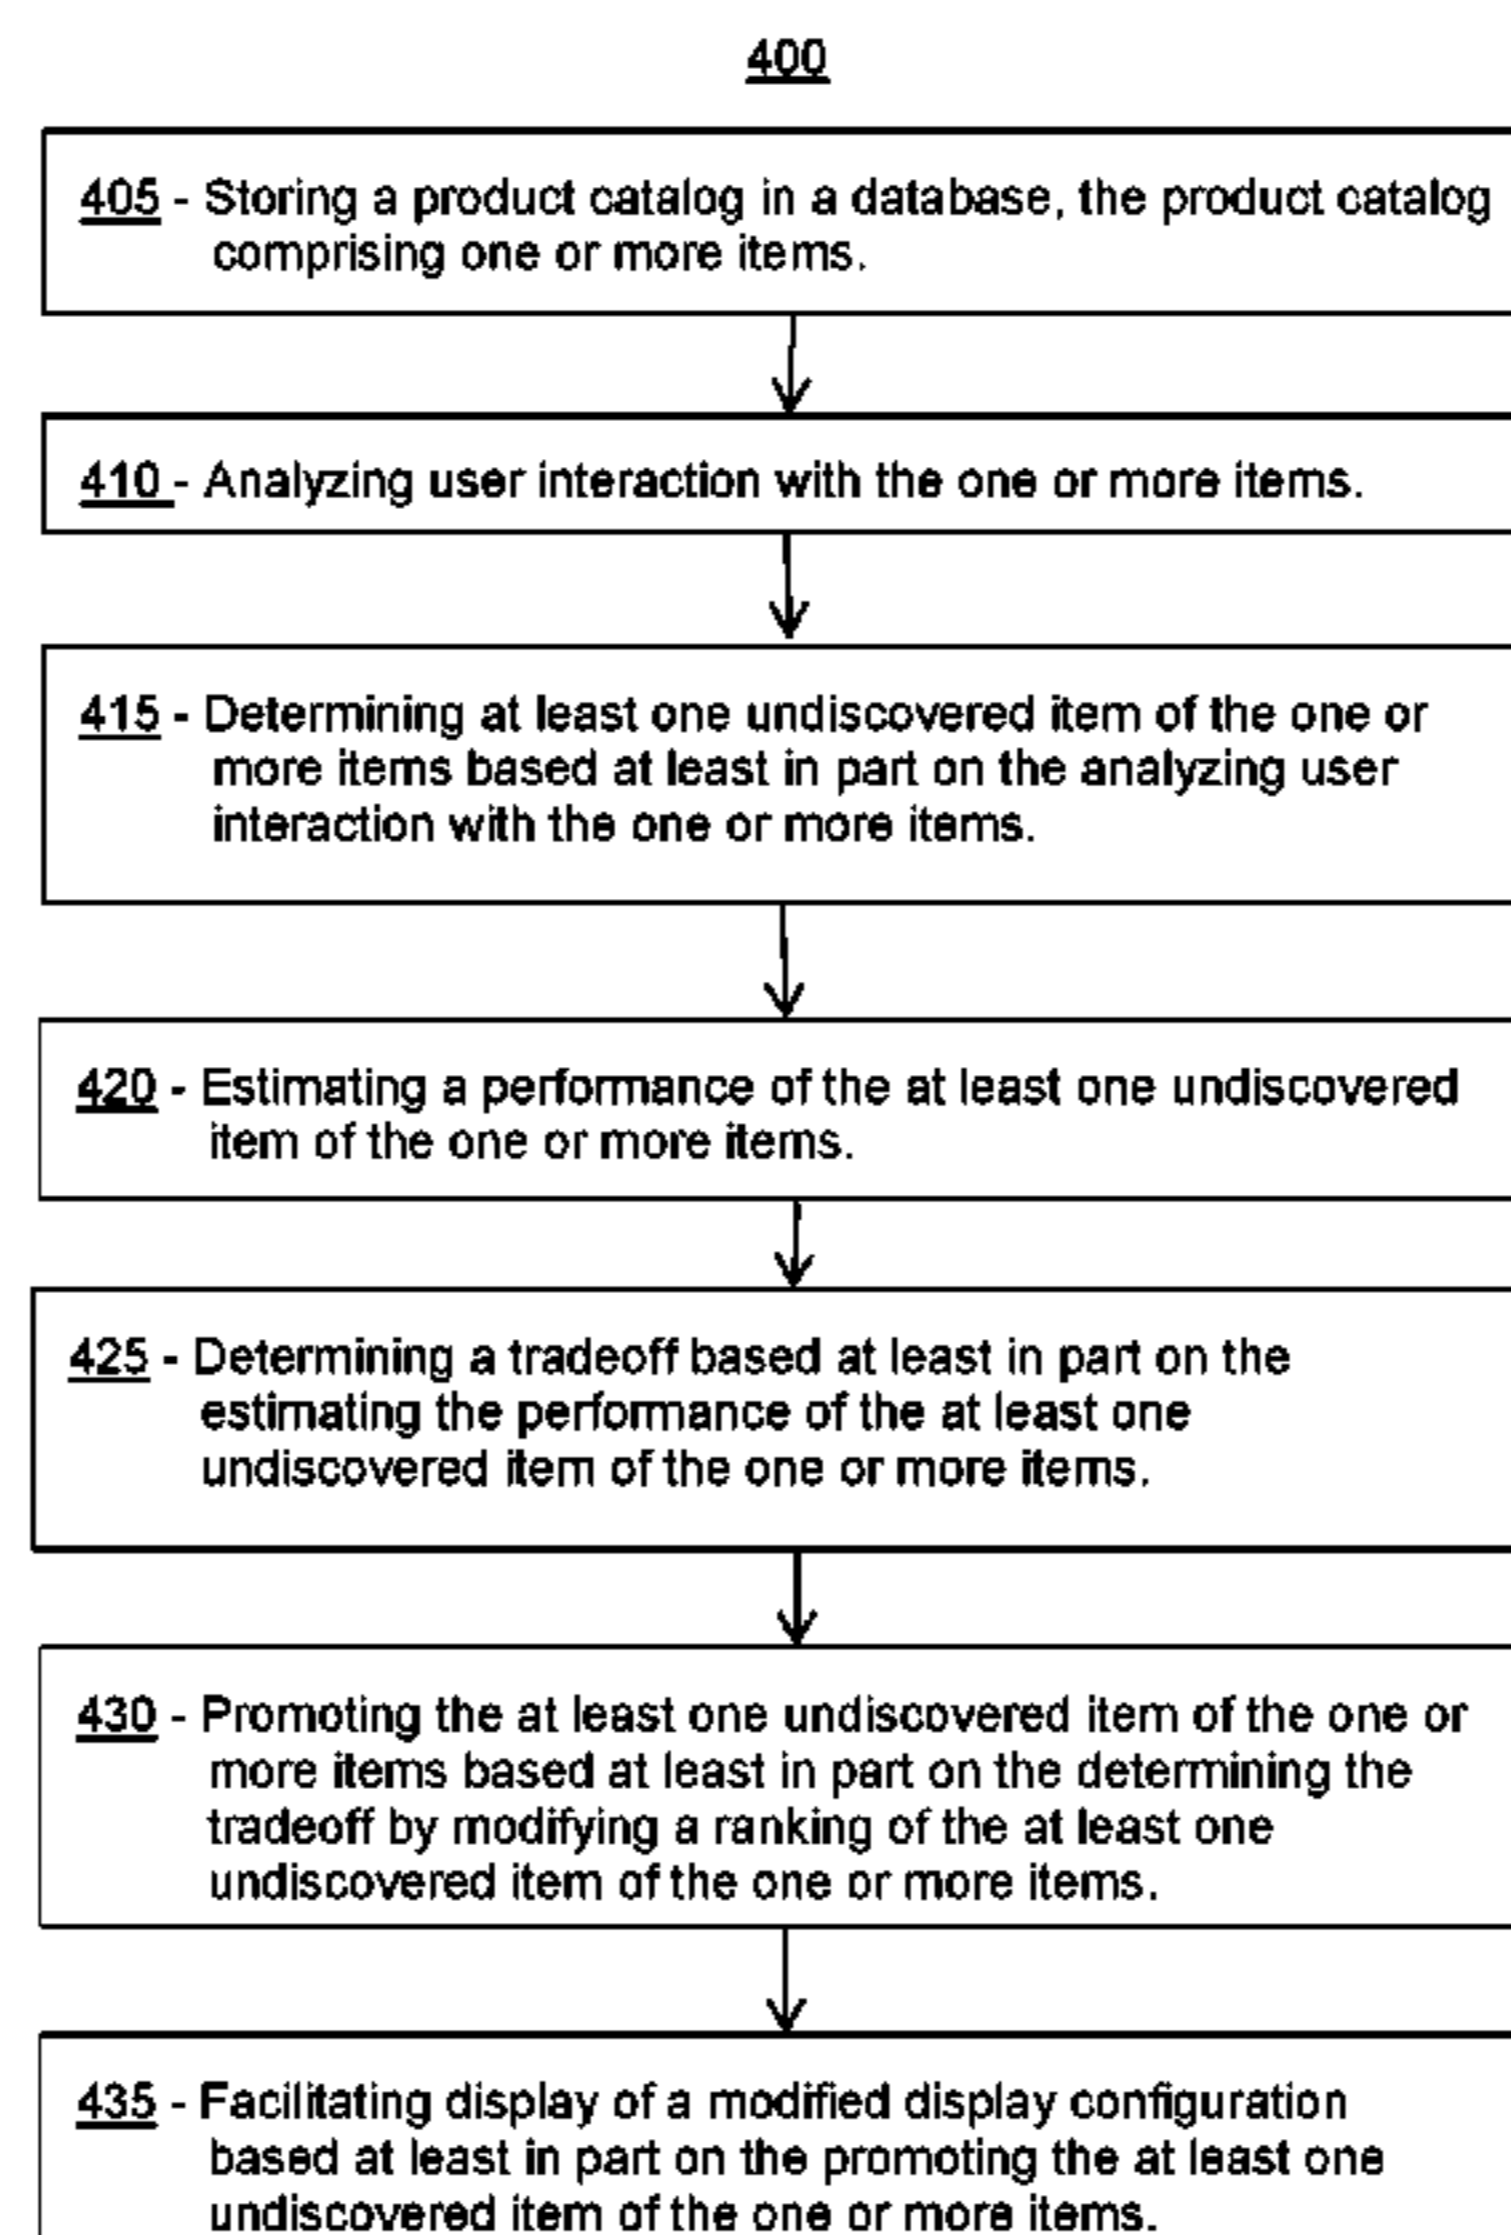 400
405 - Storing a product catalog in a database, the product catalog
comprising one or more items.
410 - Analyzing user interaction with the one or more items.
415 - Determining at least one undiscovered item of the one or
more items based at least in part on the analyzing user
interaction with the one or more items.
420 - Estimating a performance of the at least one undiscovered
item of the one or more items.
425 - Determining a tradeoff based at least in part on the
estimating the performance of the at least one
undiscovered item of the one or more items.
430 - Promoting the at least one undiscovered item of the one or
more items based at least in part on the determining the
tradeoff by modifying a ranking of the at least one
undiscovered item of the one or more items.
435 - Facilitating display of a modified display configuration
based at least in part on the promoting the at least one
undiscovered item of the one or more items.